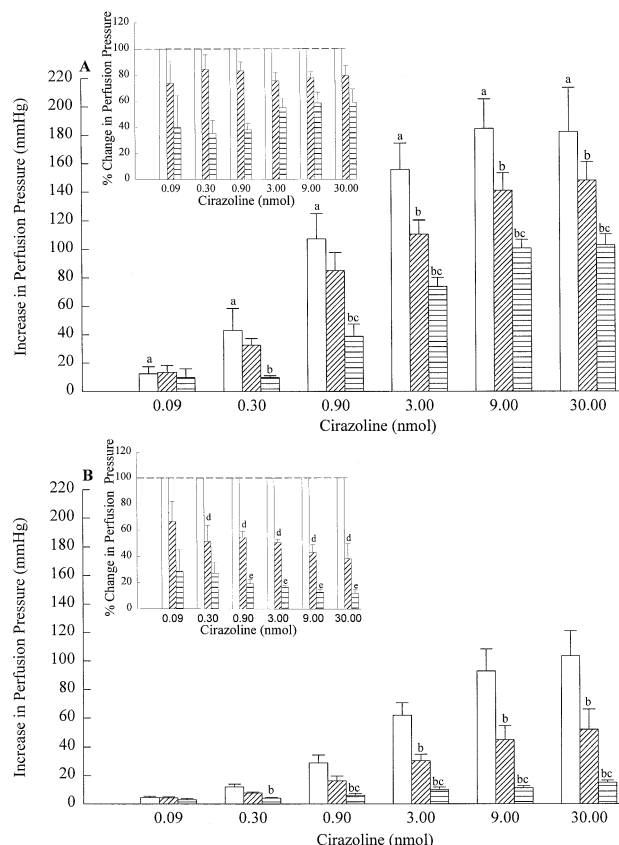 A
Increase in Perfusion Pressure (mmHg)
220
200
180
160
140
120
100
80
60
40
20
0
a
a
b
a
bc
a
b
bc
a
b
bc
a
b
bc
0.09 0.30 0.90 3.00 9.00 30.00
Cirazoline (nmol)
% Change in Perfusion Pressure
120
100
80
60
40
20
0
0.09 0.30 0.90 3.00 9.00 30.00
Cirazoline (nmol)
B
Increase in Perfusion Pressure (mmHg)
220
200
180
160
140
120
100
80
60
40
20
0
b
bc
b
bc
b
bc
b
bc
0.09 0.30 0.90 3.00 9.00 30.00
Cirazoline (nmol)
% Change in Perfusion Pressure
120
100
80
60
40
20
0
d
d
e
d
e
d
e
d
e
0.09 0.30 0.90 3.00 9.00 30.00
Cirazoline (nmol)